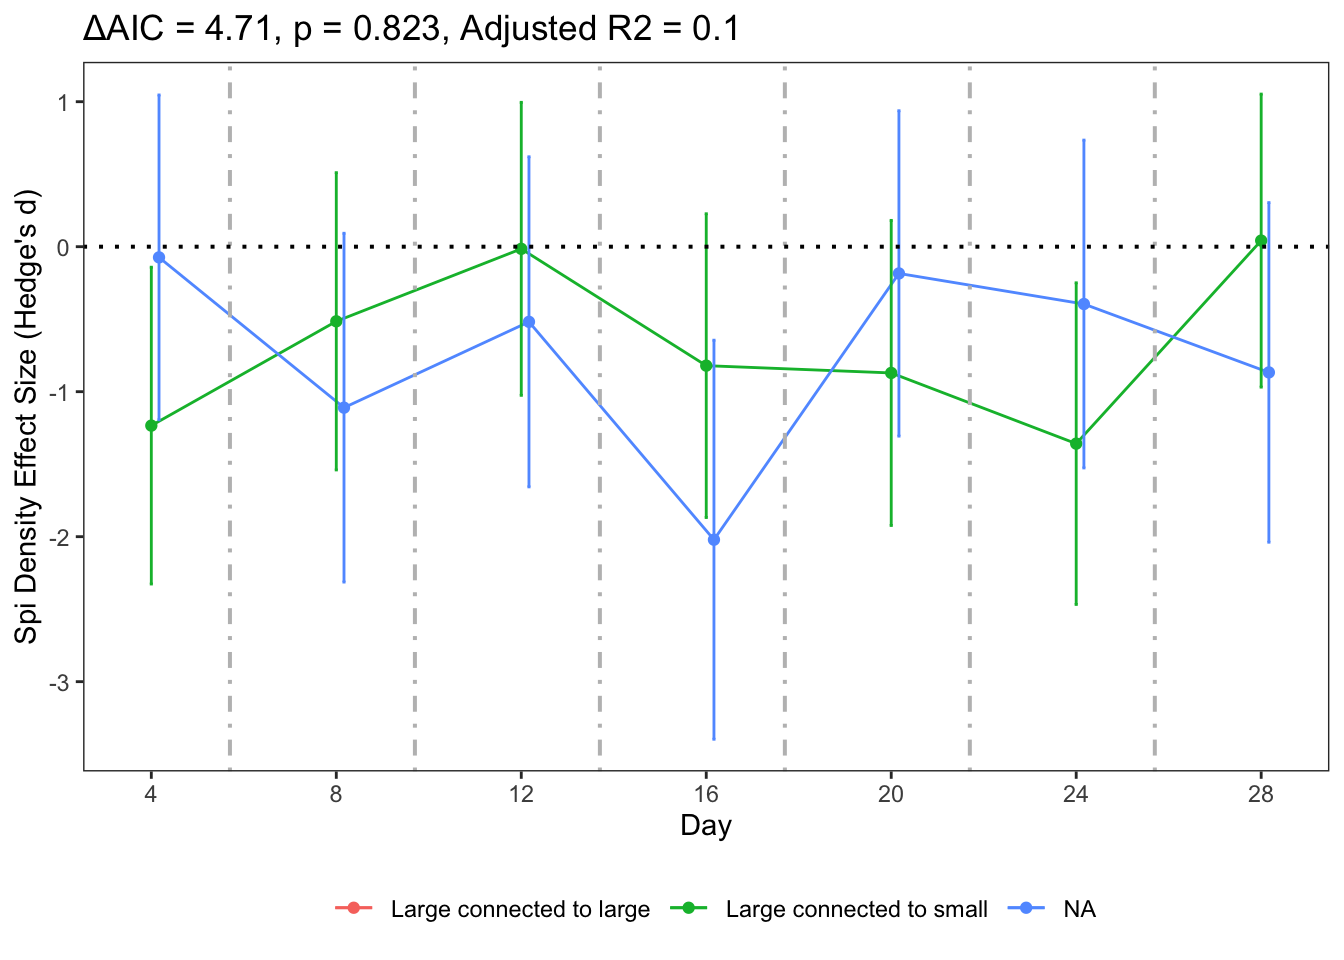 ΔAIC = 4.71, p = 0.823, Adjusted R2 = 0.1
Spi Density Effect Size (Hedge's d)
1
0
-1
-2
-3
4 8 12 16 20 24 28
Day
Large connected to large Large connected to small NA